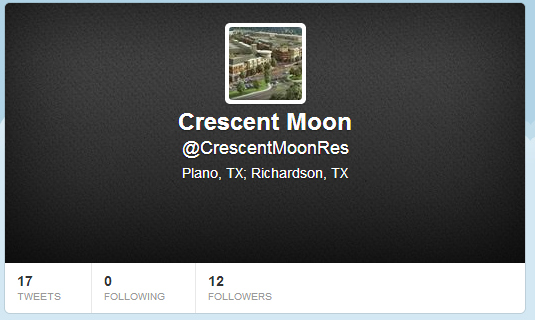 Crescent Moon
@CrescentMoonRes
Plano, TX; Richardson, TX
17
TWEETS
0
FOLLOWING
12
FOLLOWERS